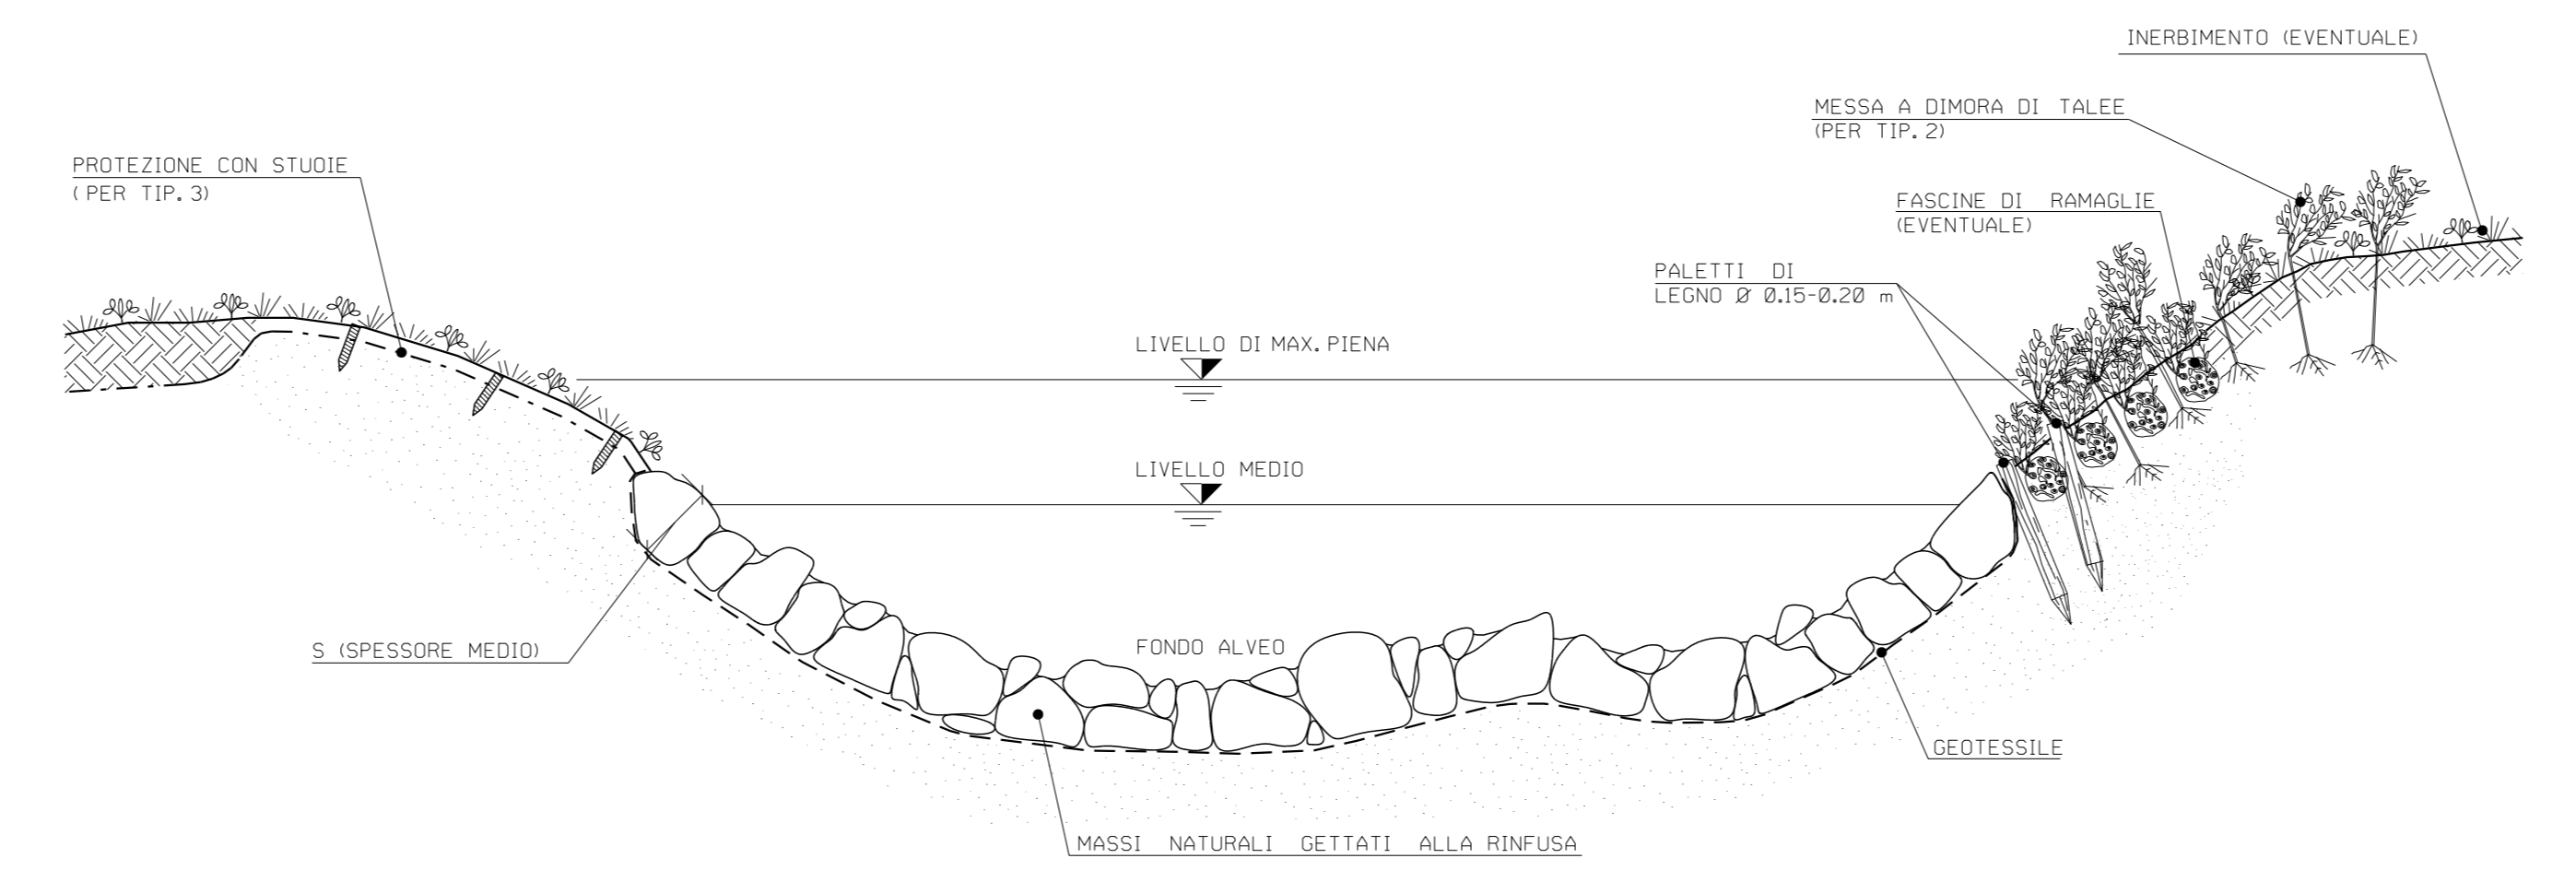 INERBIMENTO (EVENTUALE)
MESSA A DIMORA DI TALEE
(PER TIP. 2)
PROTEZIONE CON STUOIE
( PER TIP. 3)
FASCINE DI RAMAGLIE
(EVENTUALE)
PALETTI DI
LEGNO Ø 0.15-0.20 m
LIVELLO DI MAX. PIENA
LIVELLO MEDIO
S (SPESSORE MEDIO)
FONDO ALVEO
GEOTESSILE
MASSI NATURALI GETTATI ALLA RINFUSA